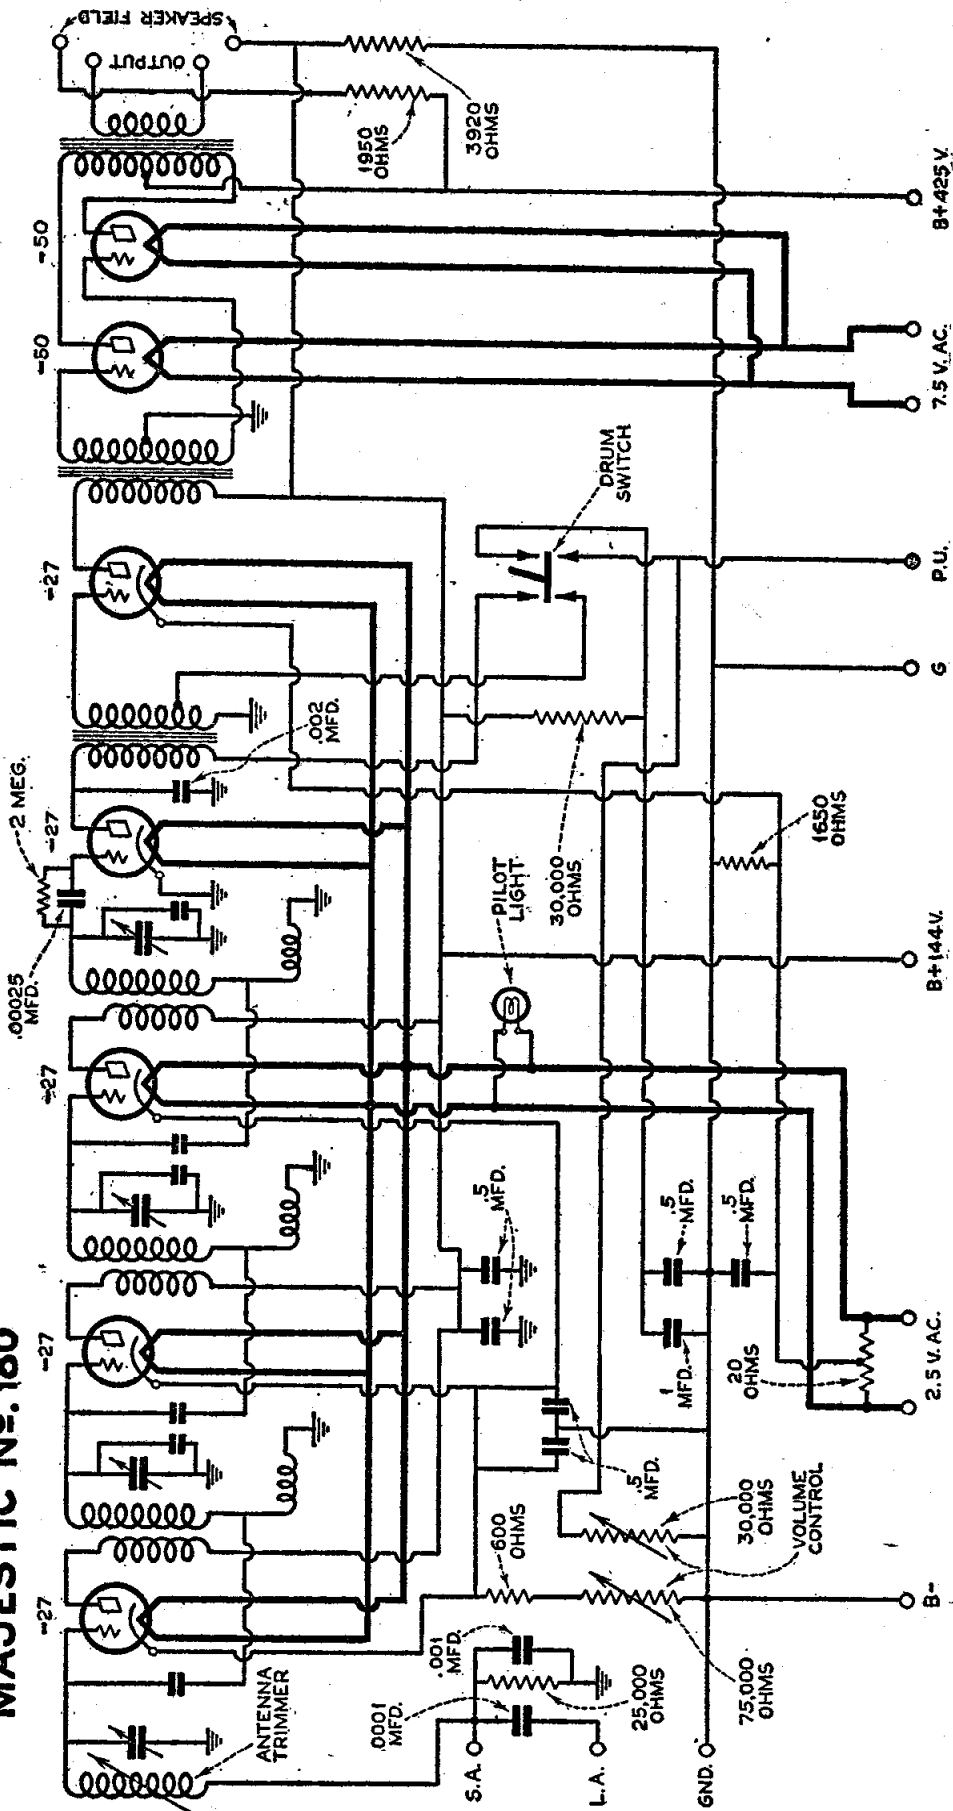 MAJESTIC No. 180
-27
-27
-27
-27
-27
-50
-50
.00025
MFD.
2 MEG.
.002
MFD.
SPEAKER FIELD
OUTPUT
1950
OHMS
3920
OHMS
ANTENNA
TRIMMER
.0001
MFD.
.001
MFD.
25,000
OHMS
600
OHMS
75,000
OHMS
30,000
OHMS
VOLUME
CONTROL
.5
MFD.
.5
MFD.
1
MFD.
.5
MFD.
.5
MFD.
20
OHMS
PILOT
LIGHT
30,000
OHMS
1650
OHMS
DRUM
SWITCH
S.A.
L.A.
GND.
B-
2.5 V. AC.
B+144V.
G
P.U.
7.5 V. AC.
B+425V.